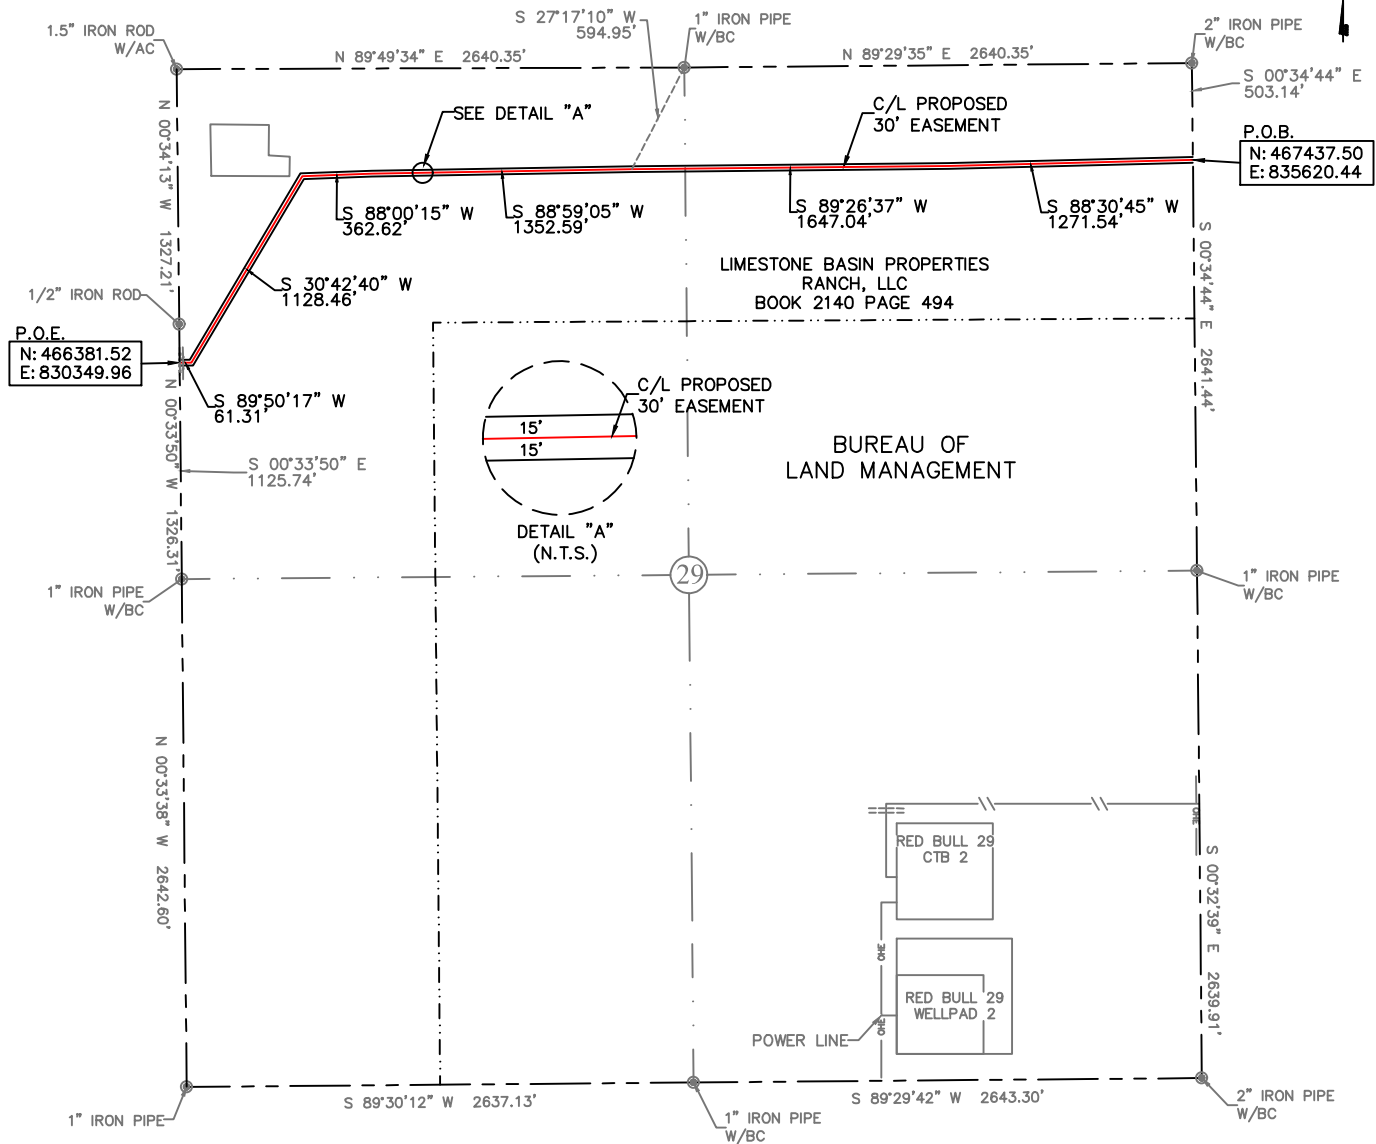 S 27°17'10" W
594.95'
1" IRON PIPE
W/BC
2" IRON PIPE
W/BC
1.5" IRON ROD
W/AC
N 89°49'34" E 2640.35'
N 89°29'35" E 2640.35'
S 00°34'44" E
503.14'
SEE DETAIL "A"
C/L PROPOSED
30' EASEMENT
P.O.B.
N: 467437.50
E: 835620.44
N 00°34'13" W 1327.21'
S 88°00'15" W
362.62'
S 88°59'05" W
1352.59'
S 89°26'37" W
1647.04'
S 88°30'45" W
1271.54'
S 00°34'44" E 2641.44'
LIMESTONE BASIN PROPERTIES
RANCH, LLC
BOOK 2140 PAGE 494
S 30°42'40" W
1128.46'
1/2" IRON ROD
P.O.E.
N: 466381.52
E: 830349.96
S 89°50'17" W
61.31'
N 00°33'50" W 1326.31'
S 00°33'50" E
1125.74'
C/L PROPOSED
30' EASEMENT
15'
15'
DETAIL "A"
(N.T.S.)
BUREAU OF
LAND MANAGEMENT
1" IRON PIPE
W/BC
29
1" IRON PIPE
W/BC
N 00°33'38" W 2642.60'
OHE
RED BULL 29
CTB 2
S 00°32'39" E 2639.91'
OHE
RED BULL 29
WELLPAD 2
OHE
POWER LINE
1" IRON PIPE
S 89°30'12" W 2637.13'
1" IRON PIPE
W/BC
S 89°29'42" W 2643.30'
2" IRON PIPE
W/BC